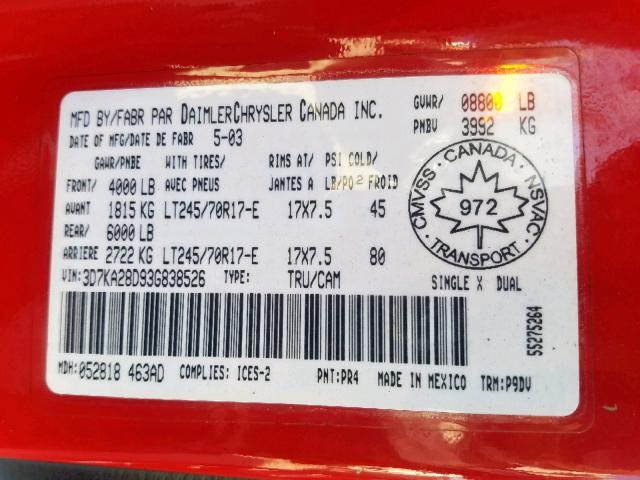 MFD BY/FABR PAR DAIMLERCHRYSLER CANADA INC.
GVWR/ 08800 LB
PNBV 3992 KG
DATE OF MFG/DATE DE FABR 5-03
GAWR/PNBE WITH TIRES/ RIMS AT/ PSI COLD/
FRONT/ 4000 LB AVEC PNEUS JANTES A LB/PO2 FROID
AVANT 1815 KG LT245/70R17-E 17X7.5 45
REAR/ 6000 LB
ARRIERE 2722 KG LT245/70R17-E 17X7.5 80
CMVSS · CANADA · NSVAC
972
TRANSPORT
VIN: 3D7KA28D93G838526 TYPE: TRU/CAM SINGLE X DUAL
55275264
MDH: 052818 463AD COMPLIES: ICES-2 PNT: PR4 MADE IN MEXICO TRM: P9DV